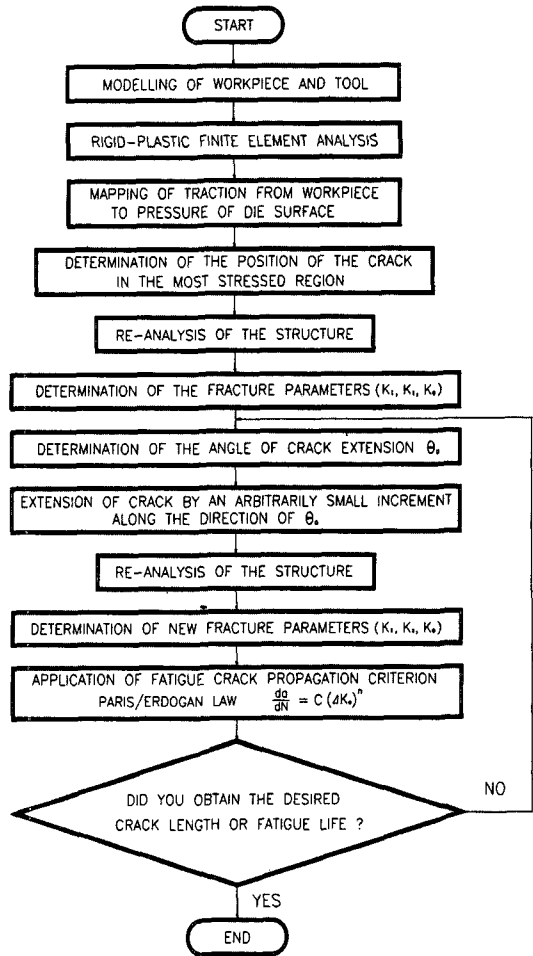 START
MODELLING OF WORKPIECE AND TOOL
RIGID-PLASTIC FINITE ELEMENT ANALYSIS
MAPPING OF TRACTION FROM WORKPIECE
TO PRESSURE OF DIE SURFACE
DETERMINATION OF THE POSITION OF THE CRACK
IN THE MOST STRESSED REGION
RE-ANALYSIS OF THE STRUCTURE
DETERMINATION OF THE FRACTURE PARAMETERS (K₁, K₁, Kₑ)
DETERMINATION OF THE ANGLE OF CRACK EXTENSION θₒ
EXTENSION OF CRACK BY AN ARBITRARILY SMALL INCREMENT
ALONG THE DIRECTION OF θₒ
RE-ANALYSIS OF THE STRUCTURE
DETERMINATION OF NEW FRACTURE PARAMETERS (K₁, K₁, Kₑ)
APPLICATION OF FATIGUE CRACK PROPAGATION CRITERION
PARIS/ERDOGAN LAW da/dN = C (ΔKₑ)ⁿ
DID YOU OBTAIN THE DESIRED
CRACK LENGTH OR FATIGUE LIFE ?
NO
YES
END